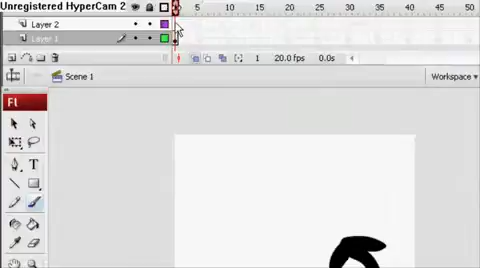 Unregistered HyperCam 2
5 10 15 20 25 30 35 40 45 50
Layer 2
Layer 1
1 20.0 fps 0.0s
Scene 1
Workspace
Fl
T